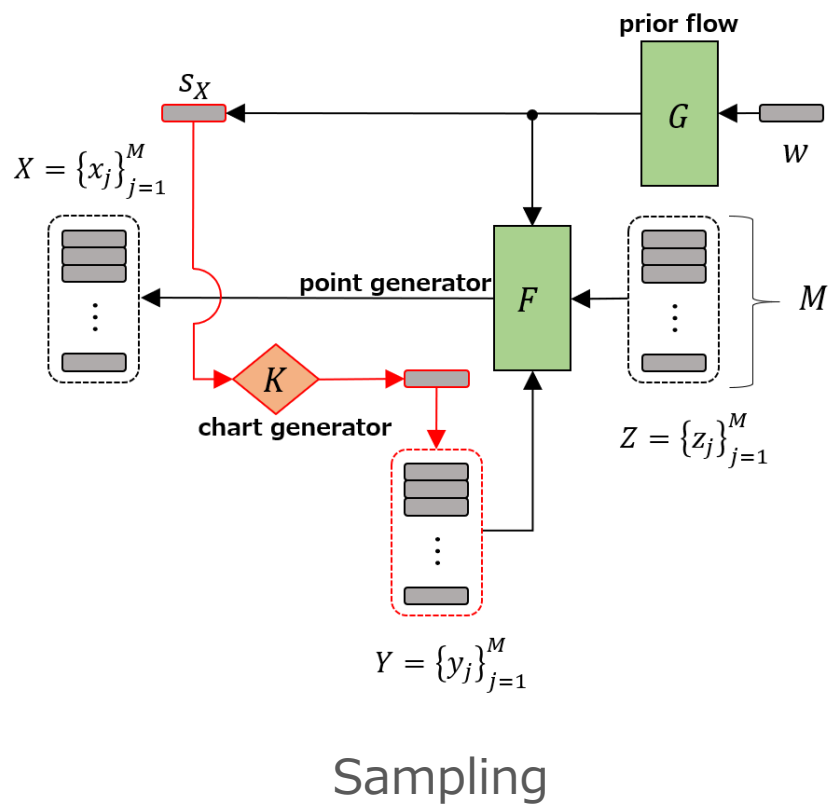 prior flow
s_X
G
w
X = {x_j}_{j=1}^M
point generator
F
M
K
chart generator
Z = {z_j}_{j=1}^M
Y = {y_j}_{j=1}^M
Sampling